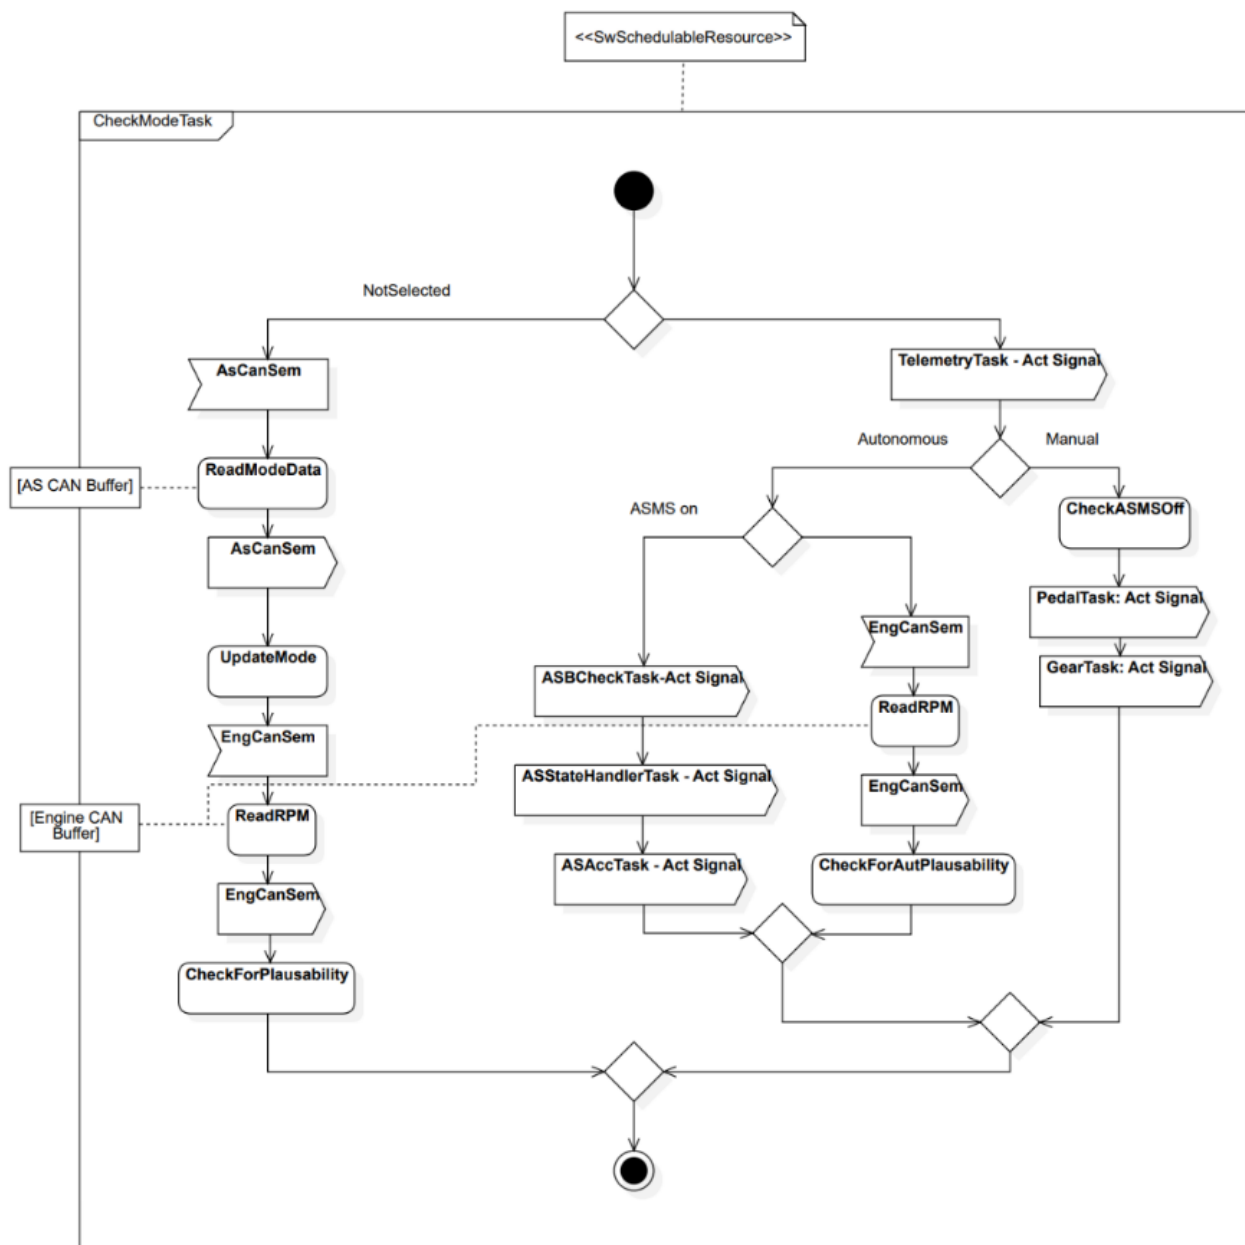 <<SwSchedulableResource>>
CheckModeTask
NotSelected
AsCanSem
TelemetryTask - Act Signal
Autonomous
Manual
ReadModeData
[AS CAN Buffer]
ASMS on
CheckASMSOff
AsCanSem
PedalTask: Act Signal
EngCanSem
UpdateMode
GearTask: Act Signal
ASBCheckTask-Act Signal
ReadRPM
EngCanSem
ASStateHandlerTask - Act Signal
EngCanSem
[Engine CAN
Buffer]
ReadRPM
ASAccTask - Act Signal
CheckForAutPlausability
EngCanSem
CheckForPlausability